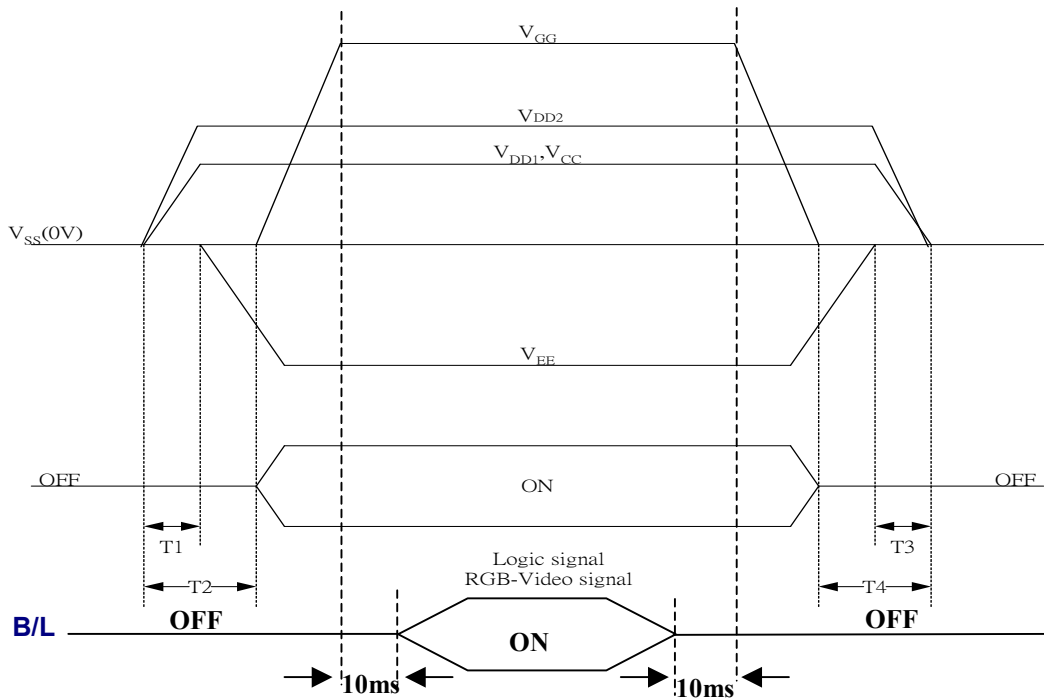 VGG
VDD2
VDD1,VCC
VSS(0V)
VEE
OFF ON OFF
T1 T3
Logic signal
T2 RGB-Video signal T4
B/L OFF ON OFF
10ms 10ms